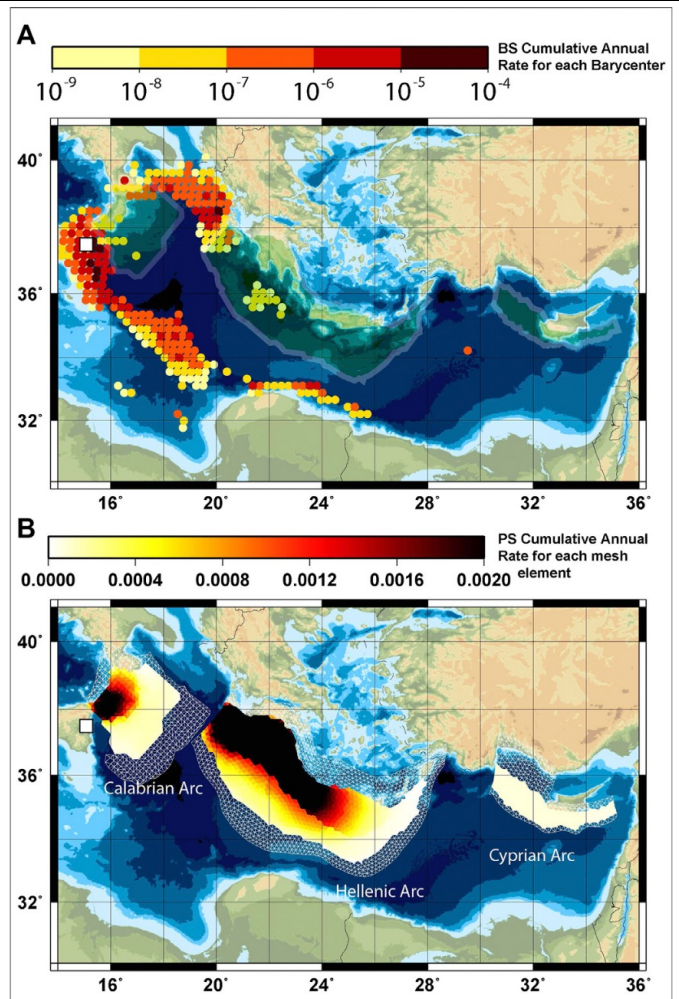 A
BS Cumulative Annual
Rate for each Barycenter
10⁻⁹ 10⁻⁸ 10⁻⁷ 10⁻⁶ 10⁻⁵ 10⁻⁴
40°
36°
32°
16° 20° 24° 28° 32° 36°
B
PS Cumulative Annual
Rate for each mesh
element
0.0000 0.0004 0.0008 0.0012 0.0016 0.0020
40°
36°
Calabrian Arc
Cyprian Arc
Hellenic Arc
32°
16° 20° 24° 28° 32° 36°